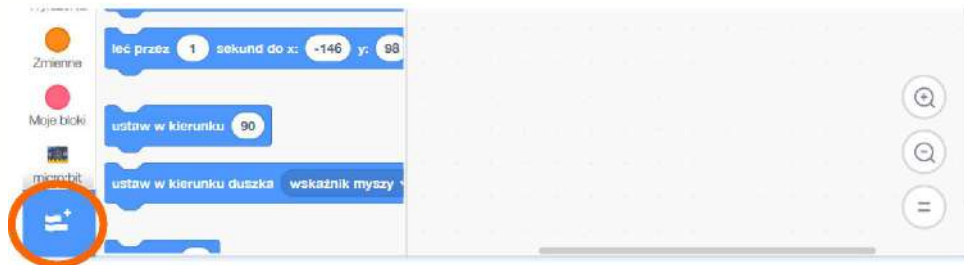 leć przez 1 sekund do x: -146 y: 98
Zmienne
Moje bloki
ustaw w kierunku 90
micro:bit
ustaw w kierunku duszka wskaźnik myszy